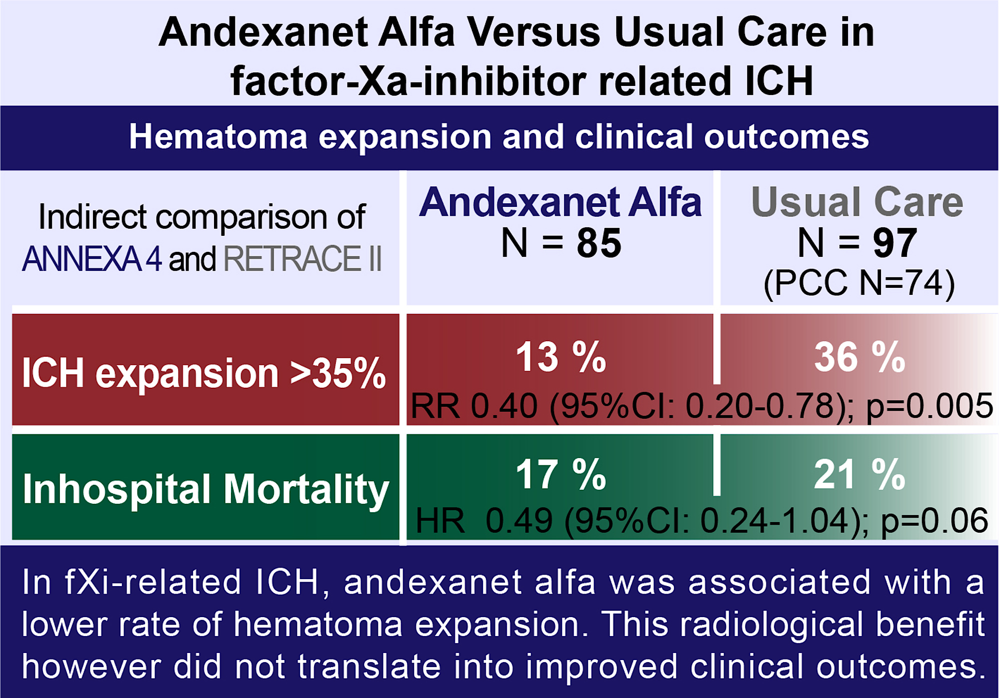 Andexanet Alfa Versus Usual Care in
factor-Xa-inhibitor related ICH
Hematoma expansion and clinical outcomes
Indirect comparison of
ANNEXA 4 and RETRACE II
Andexanet Alfa
N = 85
Usual Care
N = 97
(PCC N=74)
ICH expansion >35%
13 %
36 %
RR 0.40 (95%CI: 0.20-0.78); p=0.005
Inhospital Mortality
17 %
21 %
HR 0.49 (95%CI: 0.24-1.04); p=0.06
In fXi-related ICH, andexanet alfa was associated with a
lower rate of hematoma expansion. This radiological benefit
however did not translate into improved clinical outcomes.